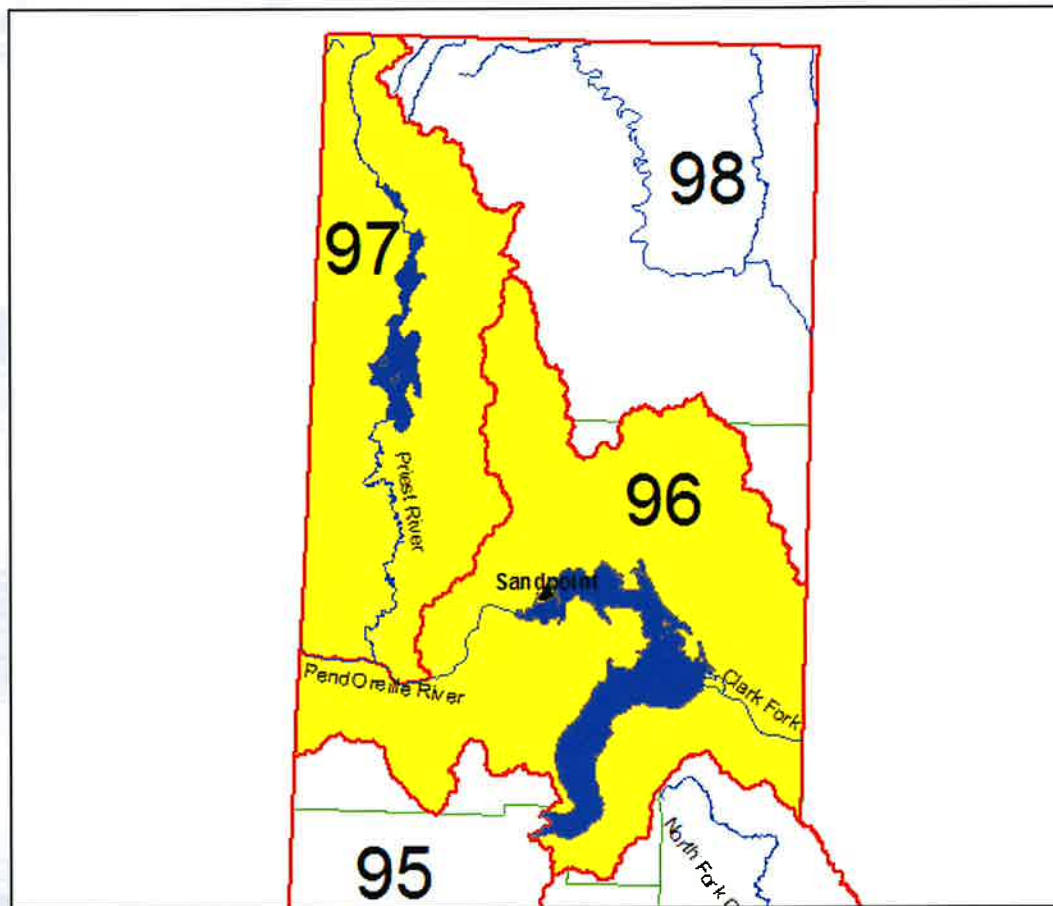 98
97
96
Priest River
Sandpoint
Pend Oreille River
Clark Fork
95
North Fork